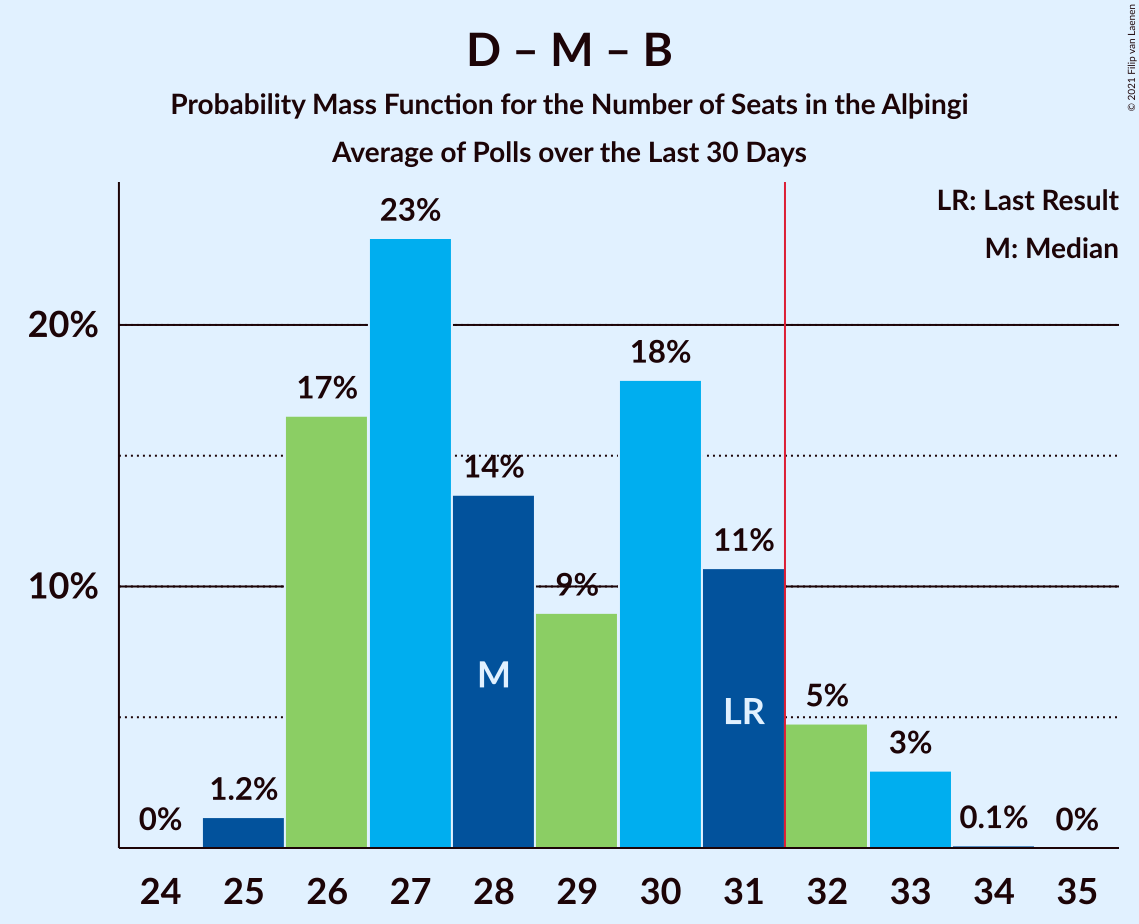 D – M – B
Probability Mass Function for the Number of Seats in the Alþingi
Average of Polls over the Last 30 Days
© 2021 Filip van Laenen
LR: Last Result
M: Median
20%
10%
0%
1.2%
17%
23%
14%
9%
18%
11%
5%
3%
0.1%
0%
M
LR
24 25 26 27 28 29 30 31 32 33 34 35